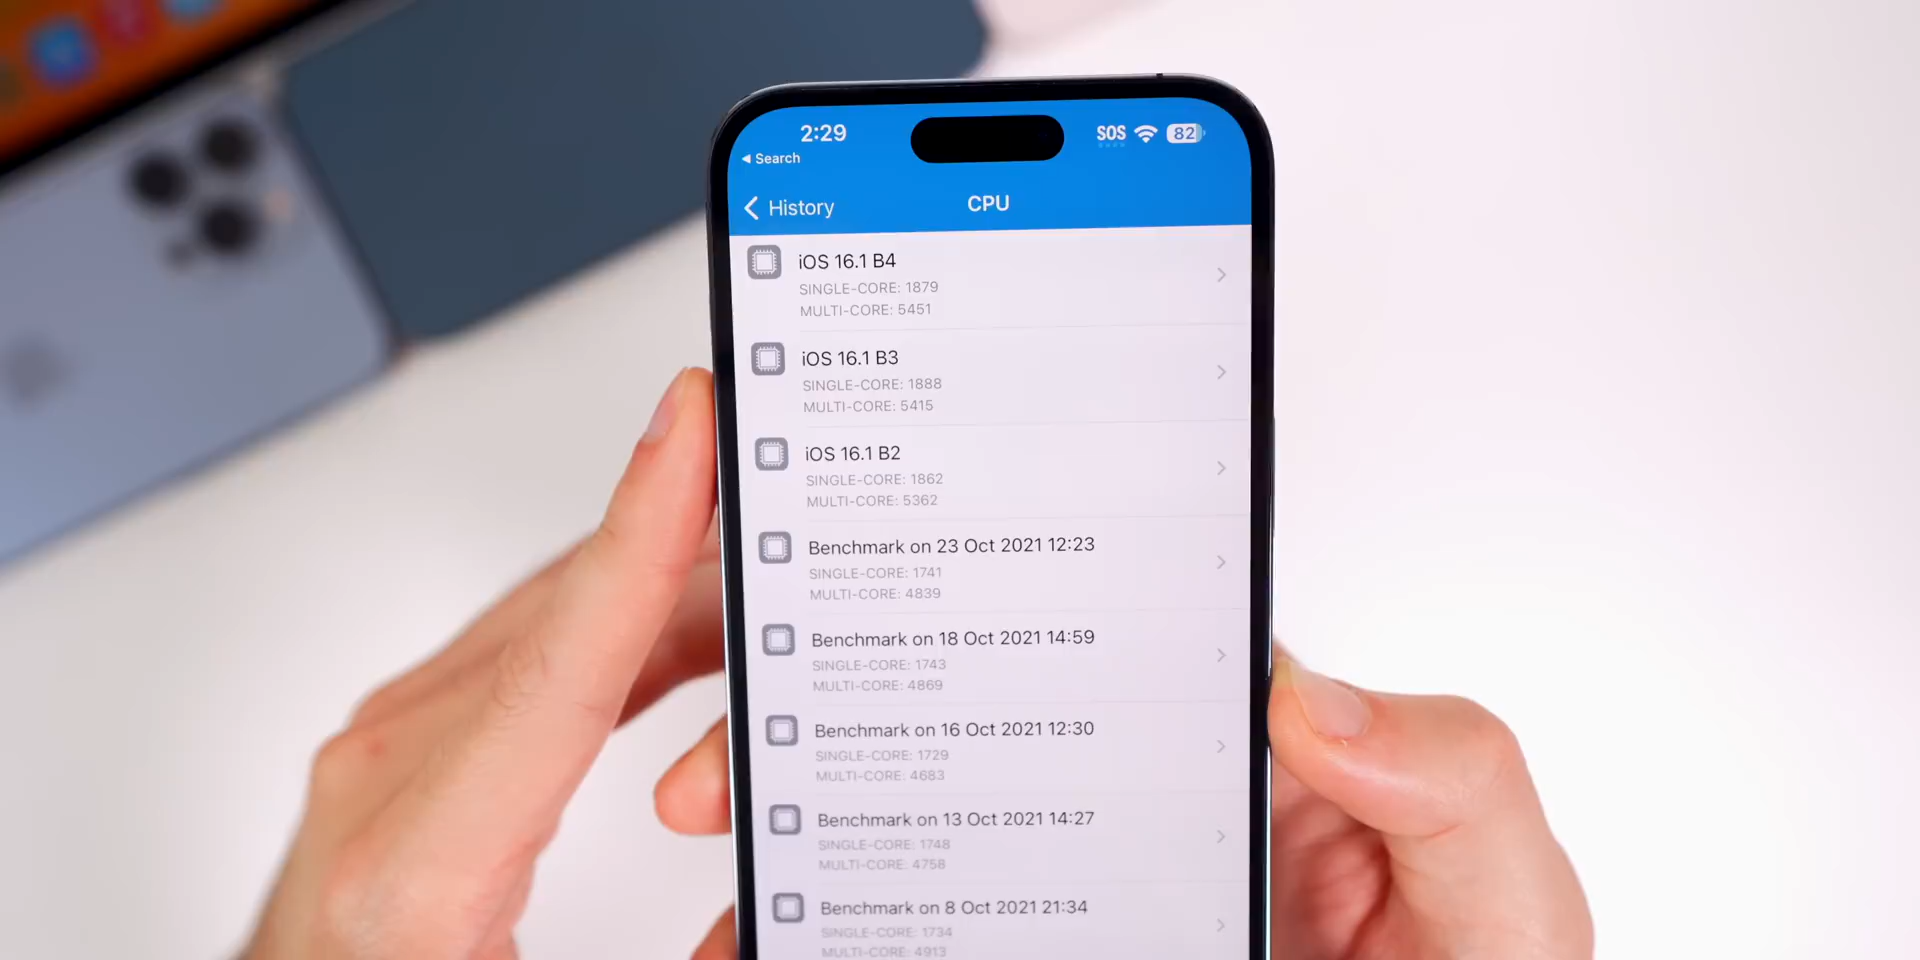 2:29
SOS
82
◀ Search
History
CPU
iOS 16.1 B4
SINGLE-CORE: 1879
MULTI-CORE: 5451
iOS 16.1 B3
SINGLE-CORE: 1888
MULTI-CORE: 5415
iOS 16.1 B2
SINGLE-CORE: 1862
MULTI-CORE: 5362
Benchmark on 23 Oct 2021 12:23
SINGLE-CORE: 1741
MULTI-CORE: 4839
Benchmark on 18 Oct 2021 14:59
SINGLE-CORE: 1743
MULTI-CORE: 4869
Benchmark on 16 Oct 2021 12:30
SINGLE-CORE: 1729
MULTI-CORE: 4683
Benchmark on 13 Oct 2021 14:27
SINGLE-CORE: 1748
MULTI-CORE: 4758
Benchmark on 8 Oct 2021 21:34
SINGLE-CORE: 1734
MULTI-CORE: 4913